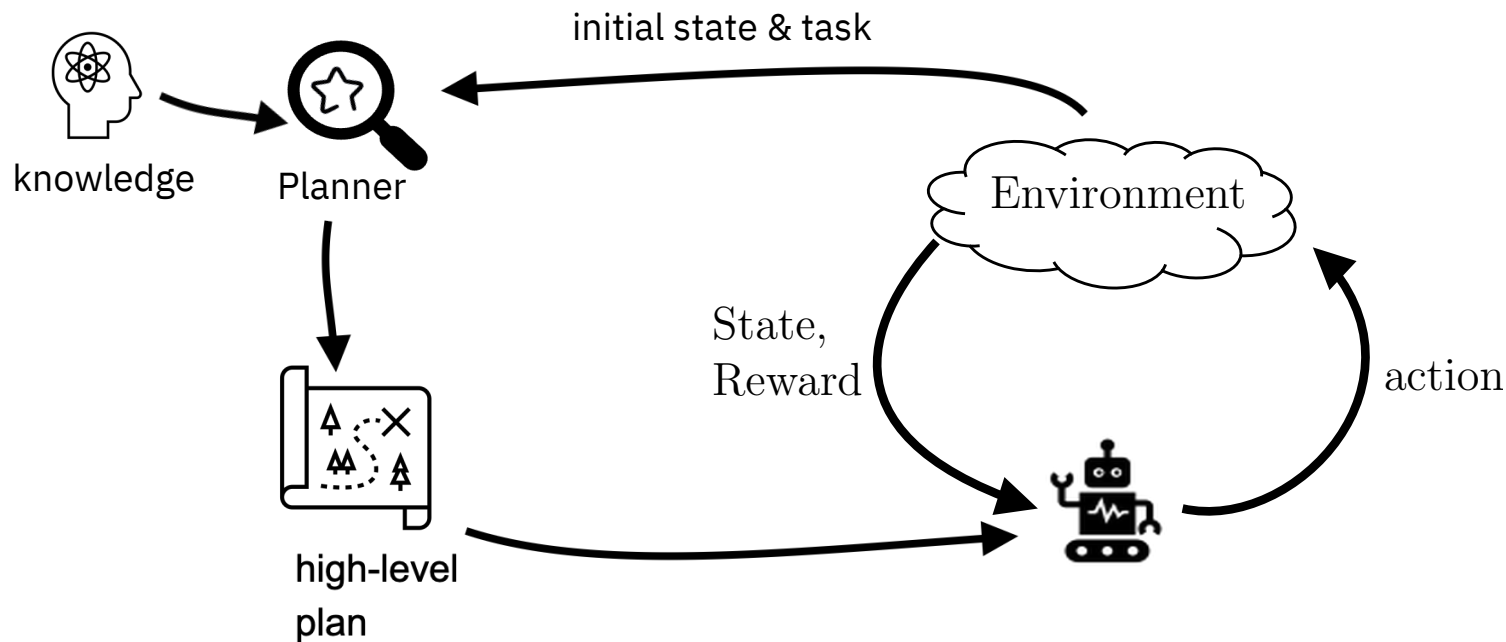 initial state & task
knowledge
Planner
Environment
State,
Reward
action
high-level
plan